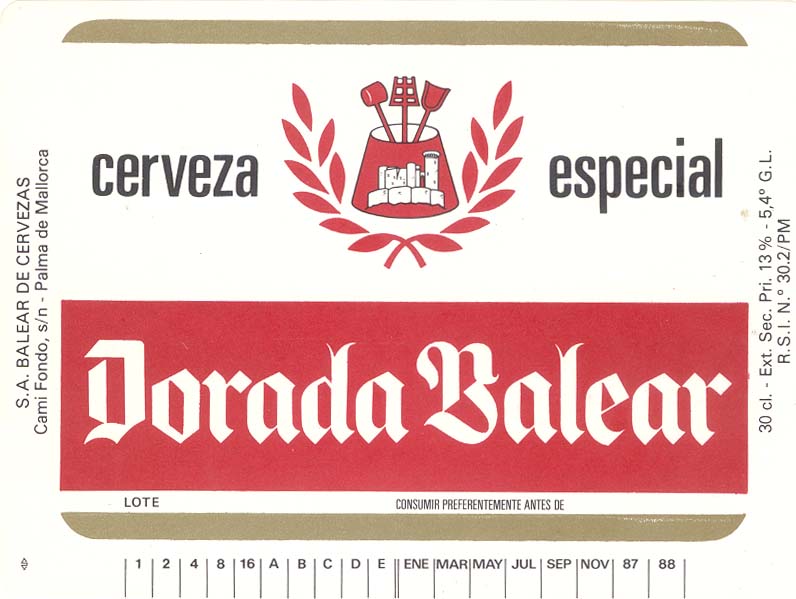 cerveza especial
Dorada Balear
LOTE CONSUMIR PREFERENTEMENTE ANTES DE
1 2 4 8 16 A B C D E ENE MAR MAY JUL SEP NOV 87 88
S.A. BALEAR DE CERVEZAS
Cami Fondo, s/n - Palma de Mallorca
30 cl. - Ext. Sec. Pri. 13 % - 5,4º G.L.
R.S.I. N.º 30.2/PM